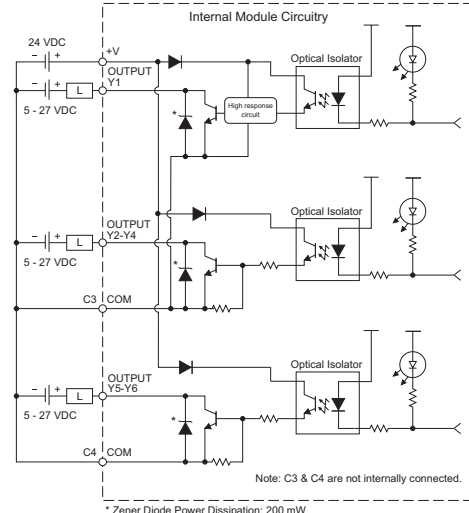 Internal Module Circuitry
24 VDC
– +
+V
OUTPUT
Y1
– +
L
5 - 27 VDC
*
High response
circuit
Optical Isolator
OUTPUT
Y2-Y4
– +
L
5 - 27 VDC
*
Optical Isolator
C3 COM
OUTPUT
Y5-Y6
– +
L
5 - 27 VDC
*
Optical Isolator
C4 COM
Note: C3 & C4 are not internally connected.
* Zener Diode Power Dissipation: 200 mW